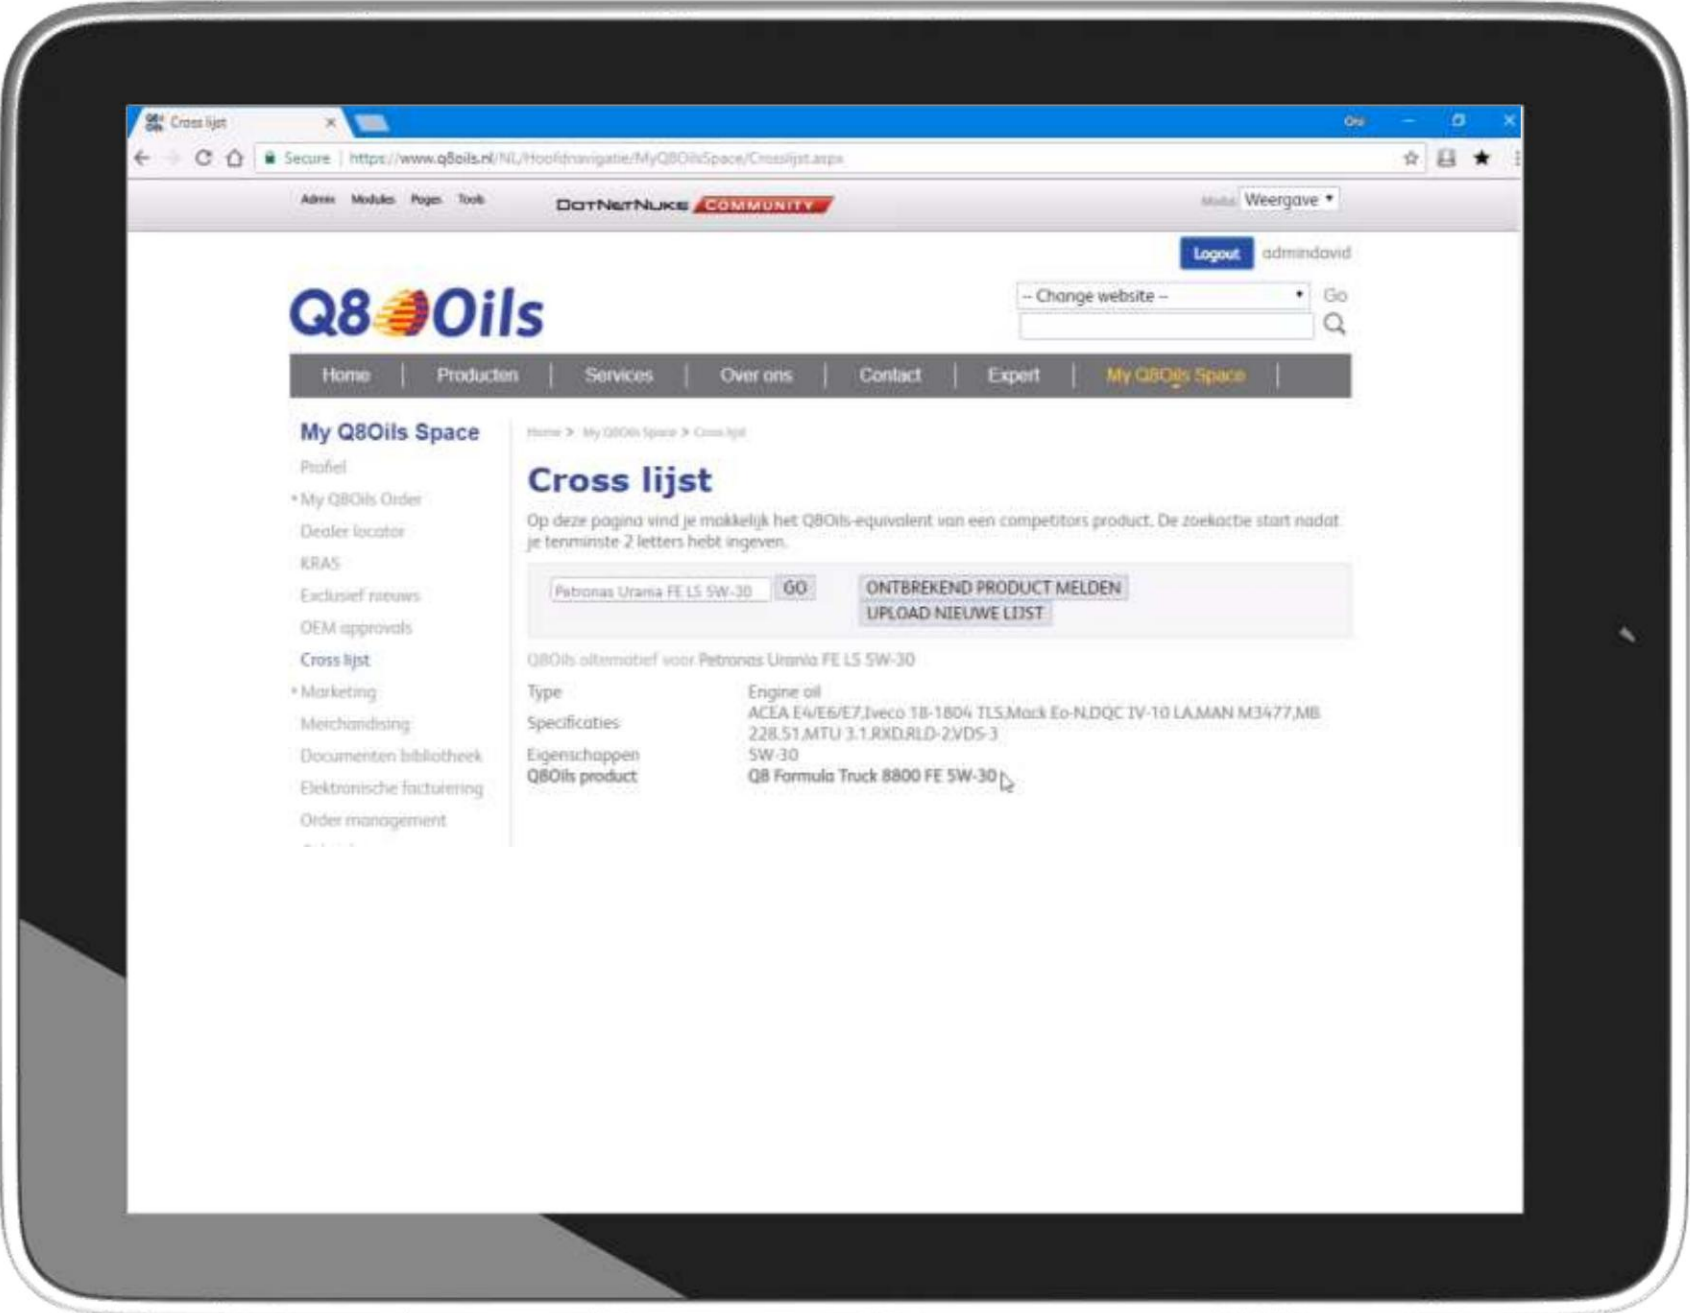 Cross lijst
Secure | https://www.q8oils.nl/NL/Hoofdnavigatie/MyQ8OilsSpace/Crosslijst.aspx
Admin Modules Pages Tools DotNetNuke COMMUNITY Weergave
Logout admindavid
Q8 Oils
-- Change website -- Go
Home | Producten | Services | Over ons | Contact | Expert | My Q8Oils Space |
My Q8Oils Space
Profiel
My Q8Oils Order
Dealer locator
KRAS
Exclusief nieuws
OEM approvals
Cross lijst
Marketing
Merchandising
Documenten bibliotheek
Elektronische facturering
Order management
Home > My Q8Oils Space > Cross lijst
Cross lijst
Op deze pagina vind je makkelijk het Q8Oils-equivalent van een competitors product. De zoekactie start nadat
je tenminste 2 letters hebt ingeven.
Petronas Urania FE LS 5W-30 GO ONTBREKEND PRODUCT MELDEN
UPLOAD NIEUWE LIJST
Q8Oils alternatief voor Petronas Urania FE LS 5W-30
Type Engine oil
Specificaties ACEA E4/E6/E7,Iveco 18-1804 TLS,Mack Eo-N,DQC IV-10 LA,MAN M3477,MB
228.51,MTU 3.1,RXD,RLD-2,VDS-3
Eigenschappen 5W-30
Q8Oils product Q8 Formula Truck 8800 FE 5W-30